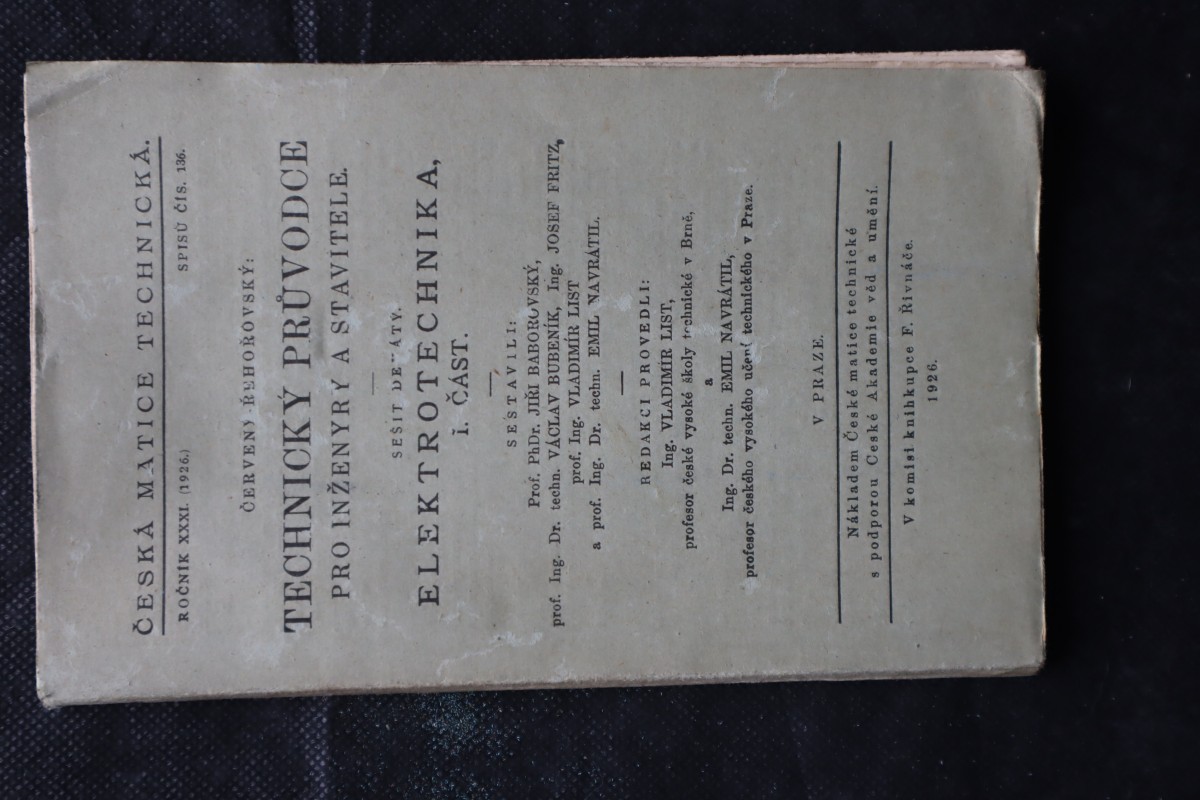 ČESKÁ MATICE TECHNICKÁ.
ROČNÍK XXXI. (1926.) SPISŮ ČÍS. 136.
ČERVENÝ-ŘEHOŘOVSKÝ:
TECHNICKÝ PRŮVODCE
PRO INŽENÝRY A STAVITELE.
SEŠIT DEVÁTÝ.
ELEKTROTECHNIKA,
I. ČÁST.
SESTAVILI:
Prof. PhDr. JIŘI BABOROVSKÝ,
prof. Ing. Dr. techn. VÁCLAV BUBENÍK, Ing. JOSEF FRITZ,
prof. Ing. VLADIMÍR LIST
a prof. Ing. Dr. techn. EMIL NAVRÁTIL.
REDAKCI PROVEDLI:
Ing. VLADIMÍR LIST,
profesor české vysoké školy technické v Brně,
a
Ing. Dr. techn. EMIL NAVRÁTIL,
profesor českého vysokého učení technického v Praze.
V PRAZE.
Nákladem České matice technické
s podporou České Akademie věd a umění.
V komisi knihkupce F. Řivnáče.
1926.